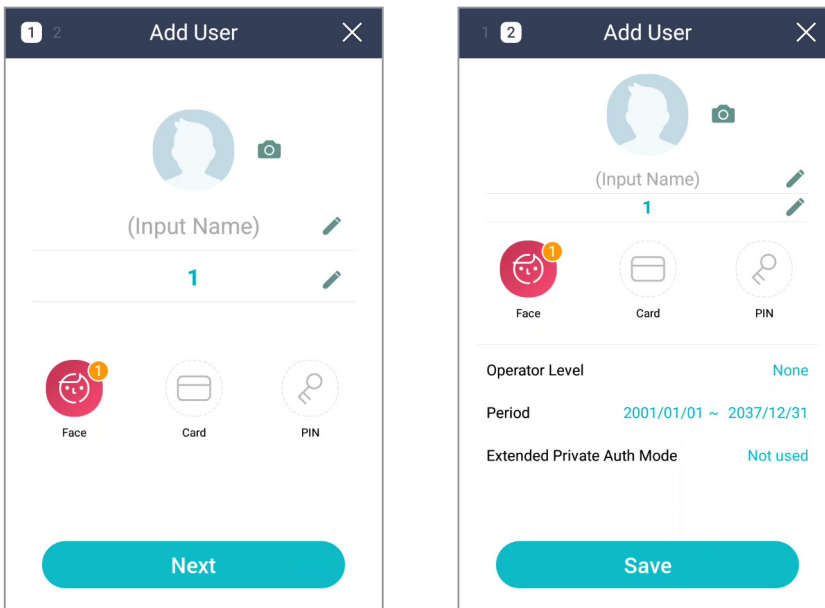 1 2 Add User
(Input Name)
1
1
Face Card PIN
Next
1 2 Add User
(Input Name)
1
1
Face Card PIN
Operator Level None
Period 2001/01/01 ~ 2037/12/31
Extended Private Auth Mode Not used
Save